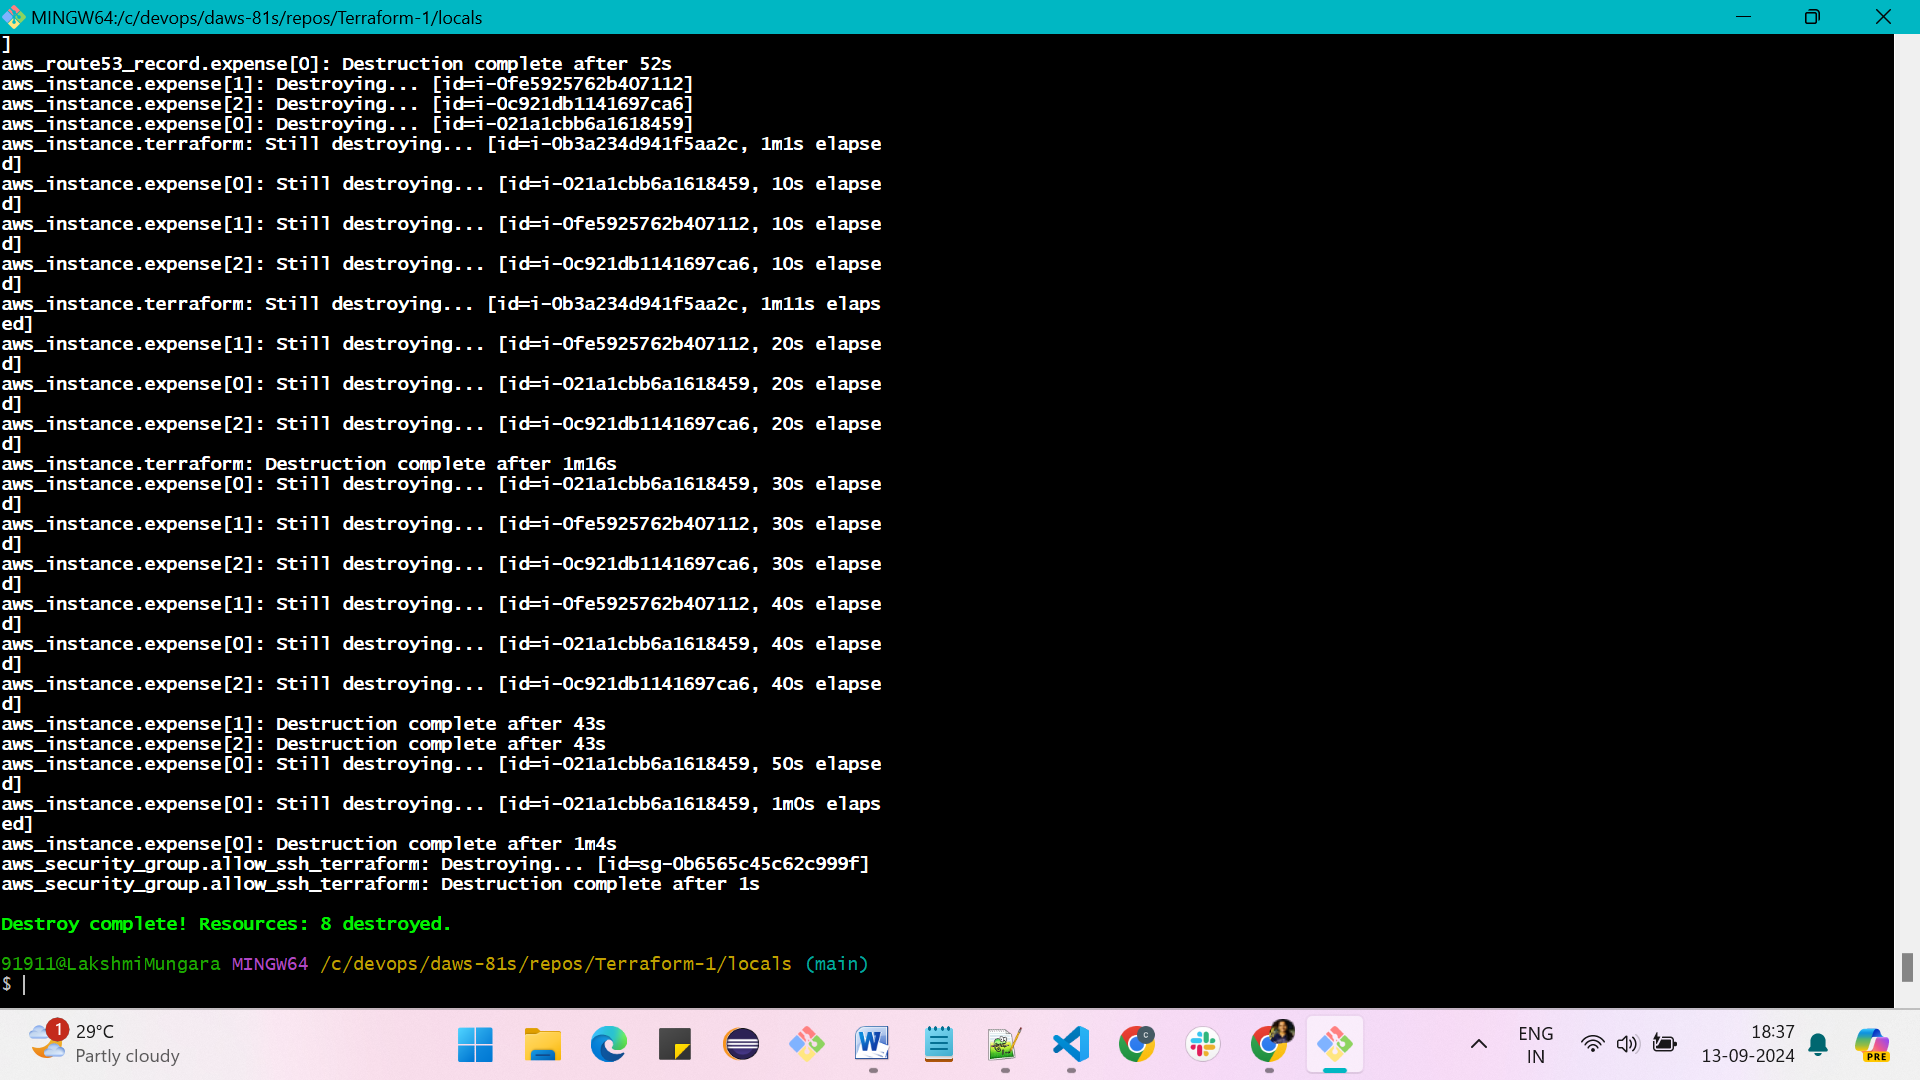 MINGW64:/c/devops/daws-81s/repos/Terraform-1/locals
]
aws_route53_record.expense[0]: Destruction complete after 52s
aws_instance.expense[1]: Destroying... [id=i-0fe5925762b407112]
aws_instance.expense[2]: Destroying... [id=i-0c921db1141697ca6]
aws_instance.expense[0]: Destroying... [id=i-021a1cbb6a1618459]
aws_instance.terraform: Still destroying... [id=i-0b3a234d941f5aa2c, 1m1s elapse
d]
aws_instance.expense[0]: Still destroying... [id=i-021a1cbb6a1618459, 10s elapse
d]
aws_instance.expense[1]: Still destroying... [id=i-0fe5925762b407112, 10s elapse
d]
aws_instance.expense[2]: Still destroying... [id=i-0c921db1141697ca6, 10s elapse
d]
aws_instance.terraform: Still destroying... [id=i-0b3a234d941f5aa2c, 1m11s elaps
ed]
aws_instance.expense[1]: Still destroying... [id=i-0fe5925762b407112, 20s elapse
d]
aws_instance.expense[0]: Still destroying... [id=i-021a1cbb6a1618459, 20s elapse
d]
aws_instance.expense[2]: Still destroying... [id=i-0c921db1141697ca6, 20s elapse
d]
aws_instance.terraform: Destruction complete after 1m16s
aws_instance.expense[0]: Still destroying... [id=i-021a1cbb6a1618459, 30s elapse
d]
aws_instance.expense[1]: Still destroying... [id=i-0fe5925762b407112, 30s elapse
d]
aws_instance.expense[2]: Still destroying... [id=i-0c921db1141697ca6, 30s elapse
d]
aws_instance.expense[1]: Still destroying... [id=i-0fe5925762b407112, 40s elapse
d]
aws_instance.expense[0]: Still destroying... [id=i-021a1cbb6a1618459, 40s elapse
d]
aws_instance.expense[2]: Still destroying... [id=i-0c921db1141697ca6, 40s elapse
d]
aws_instance.expense[1]: Destruction complete after 43s
aws_instance.expense[2]: Destruction complete after 43s
aws_instance.expense[0]: Still destroying... [id=i-021a1cbb6a1618459, 50s elapse
d]
aws_instance.expense[0]: Still destroying... [id=i-021a1cbb6a1618459, 1m0s elaps
ed]
aws_instance.expense[0]: Destruction complete after 1m4s
aws_security_group.allow_ssh_terraform: Destroying... [id=sg-0b6565c45c62c999f]
aws_security_group.allow_ssh_terraform: Destruction complete after 1s
Destroy complete! Resources: 8 destroyed.
91911@LakshmiMungara MINGW64 /c/devops/daws-81s/repos/Terraform-1/locals (main)
$
1
29°C
Partly cloudy
W
C
ENG
IN
18:37
13-09-2024
PRE